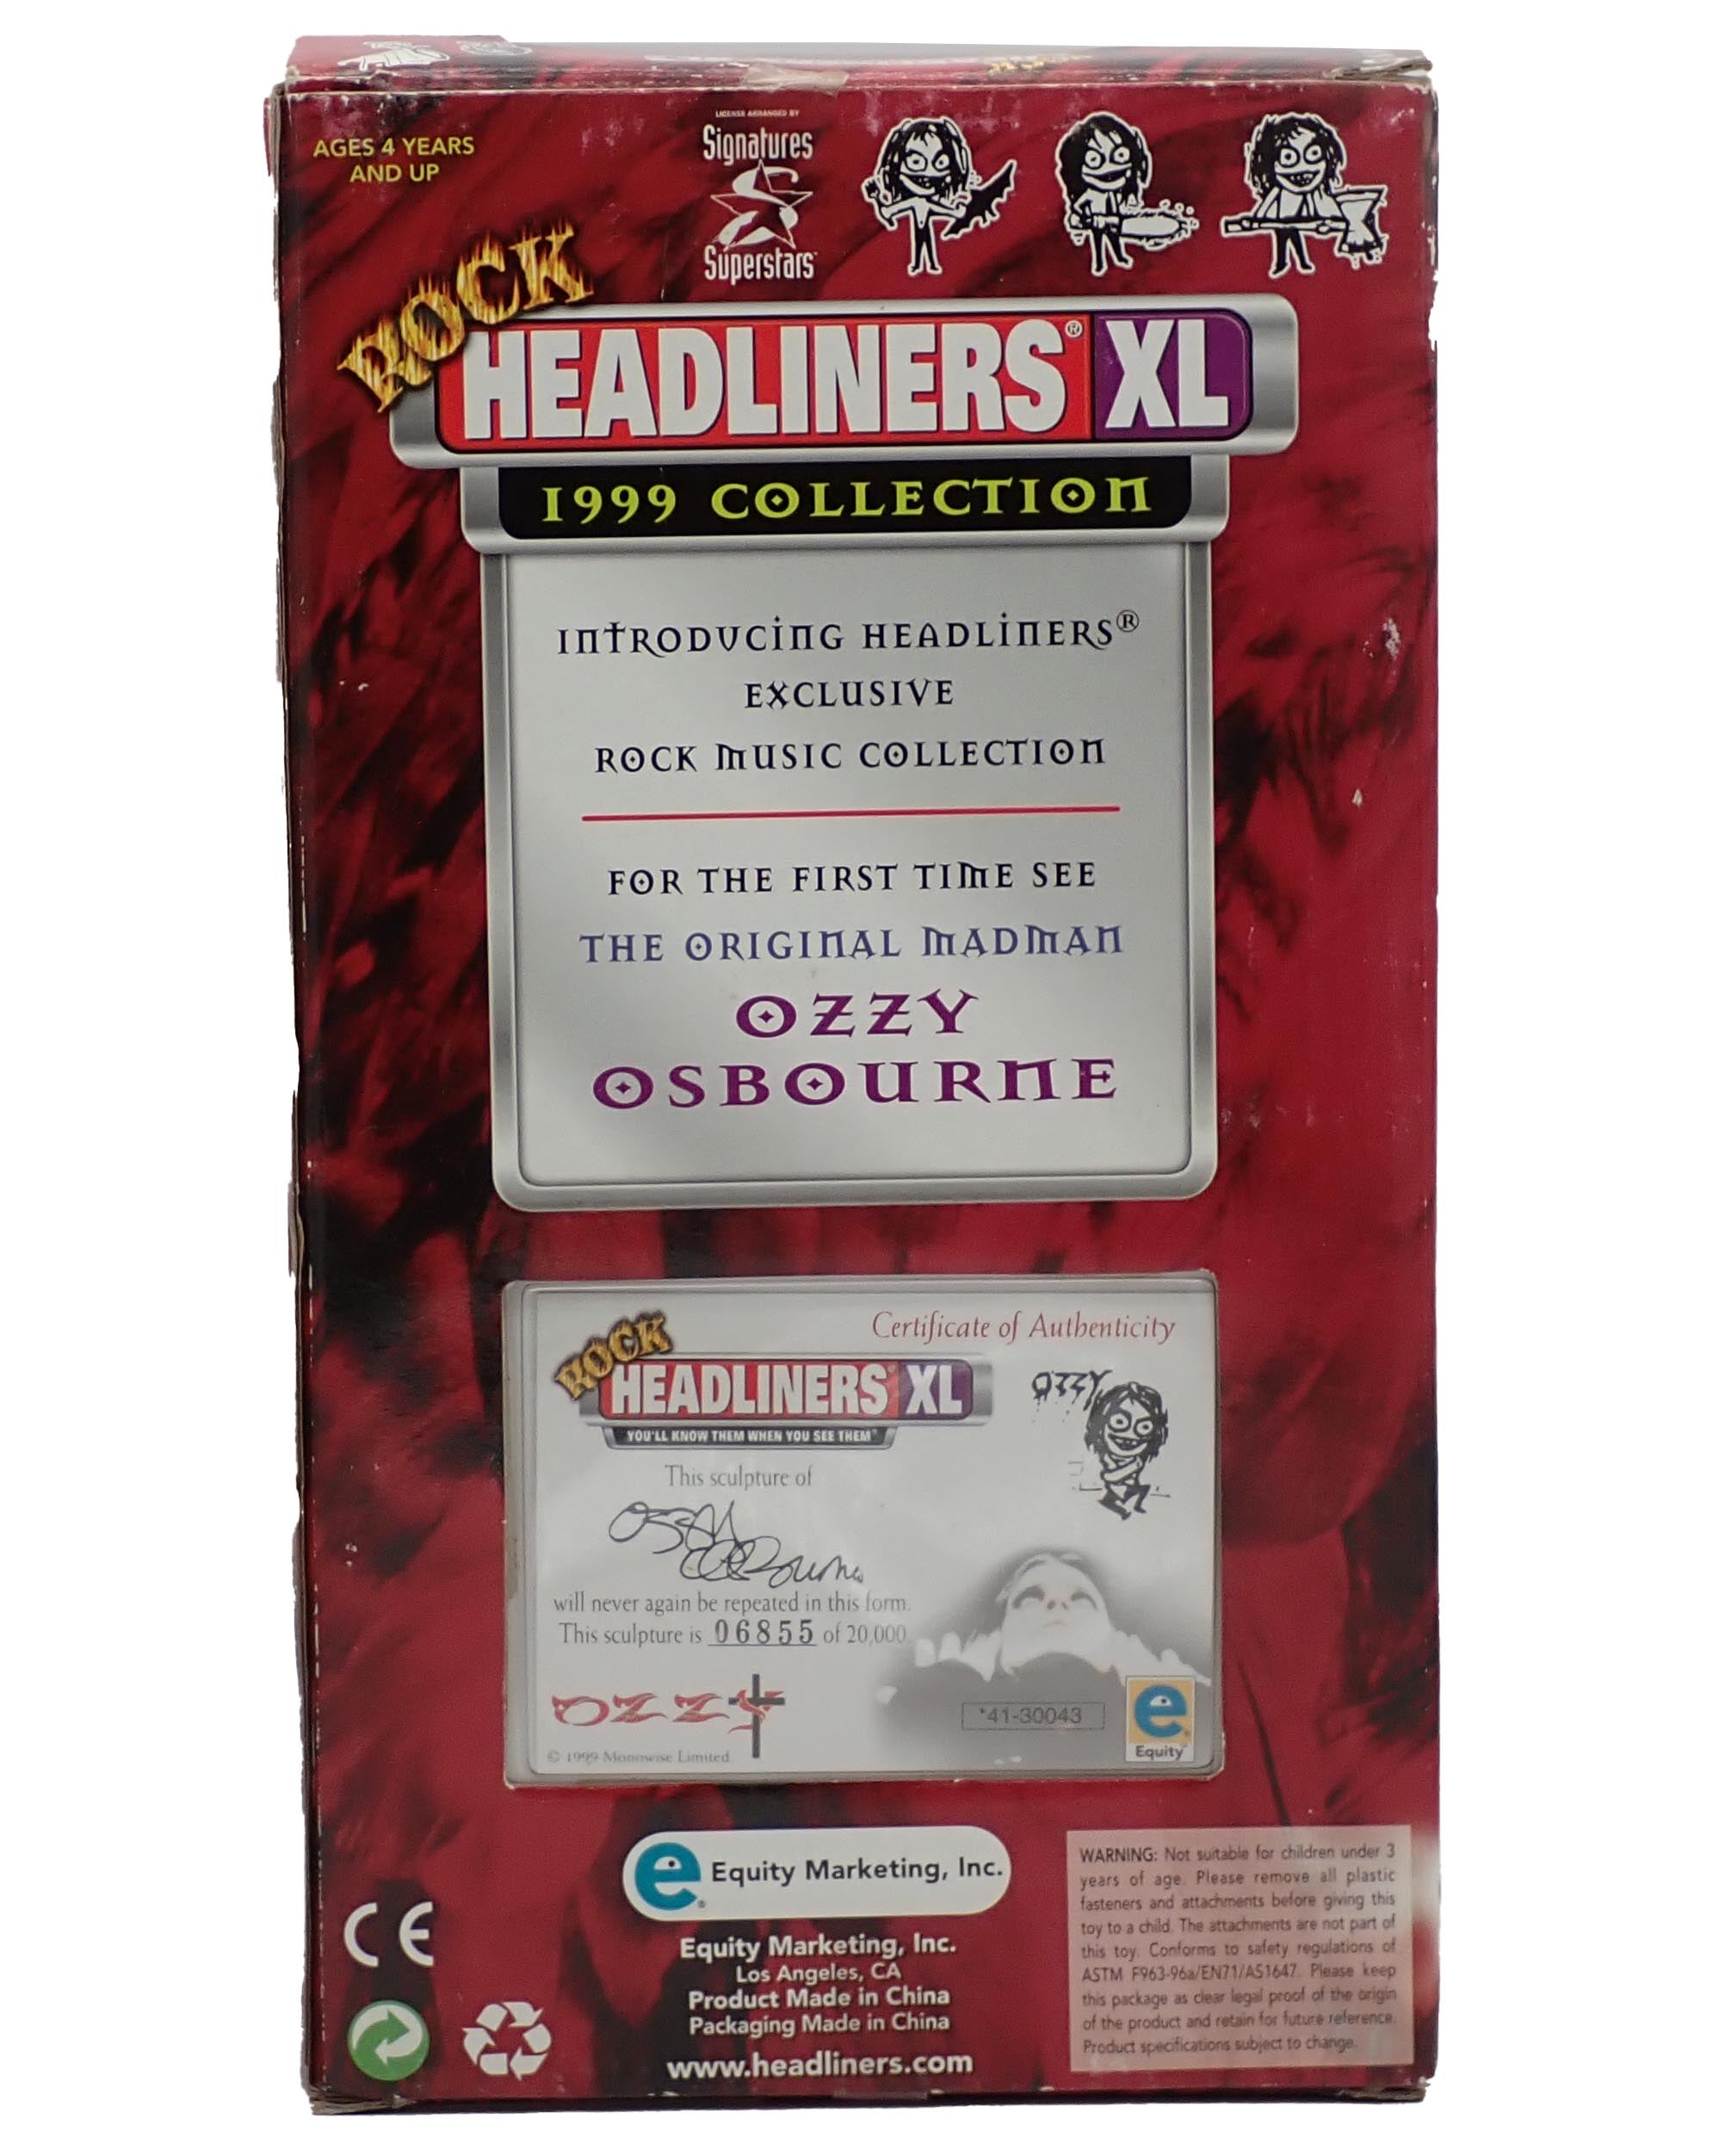 AGES 4 YEARS
AND UP
LICENSE ARRANGED BY
Signatures
Superstars
ROCK
HEADLINERS® XL
1999 COLLECTION
INTRODUCING HEADLINERS®
EXCLUSIVE
ROCK MUSIC COLLECTION
FOR THE FIRST TIME SEE
THE ORIGINAL MADMAN
OZZY
OSBOURNE
Certificate of Authenticity
ROCK
HEADLINERS XL
YOU'LL KNOW THEM WHEN YOU SEE THEM
OZZY
This sculpture of
Ozzy Osbourne
will never again be repeated in this form.
This sculpture is 06855 of 20,000.
OZZY
*41-30043
e
Equity
© 1999 Monowise Limited
e® Equity Marketing, Inc.
CE
Equity Marketing, Inc.
Los Angeles, CA
Product Made in China
Packaging Made in China
www.headliners.com
WARNING: Not suitable for children under 3
years of age. Please remove all plastic
fasteners and attachments before giving this
toy to a child. The attachments are not part of
this toy. Conforms to safety regulations of
ASTM F963-96a/EN71/AS1647. Please keep
this package as clear legal proof of the origin
of the product and retain for future reference.
Product specifications subject to change.